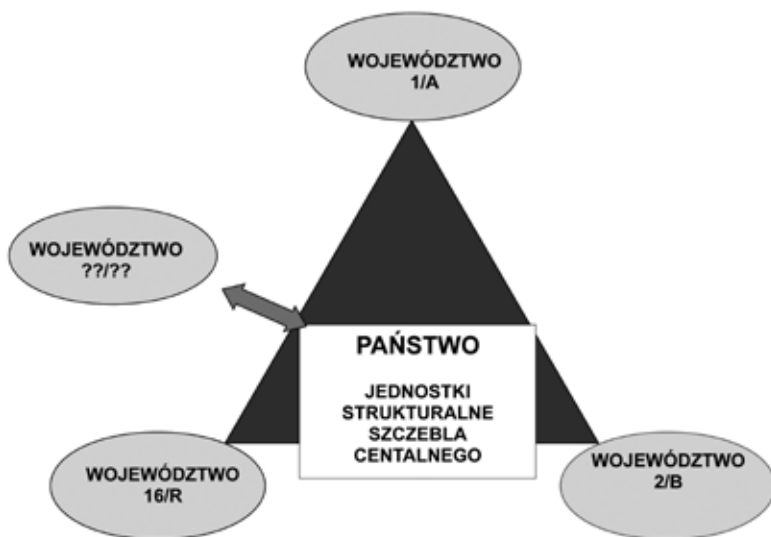 WOJEWÓDZTWO
1/A
WOJEWÓDZTWO
??/??
PAŃSTWO
JEDNOSTKI
STRUKTURALNE
SZCZEBLA
CENTALNEGO
WOJEWÓDZTWO
16/R
WOJEWÓDZTWO
2/B